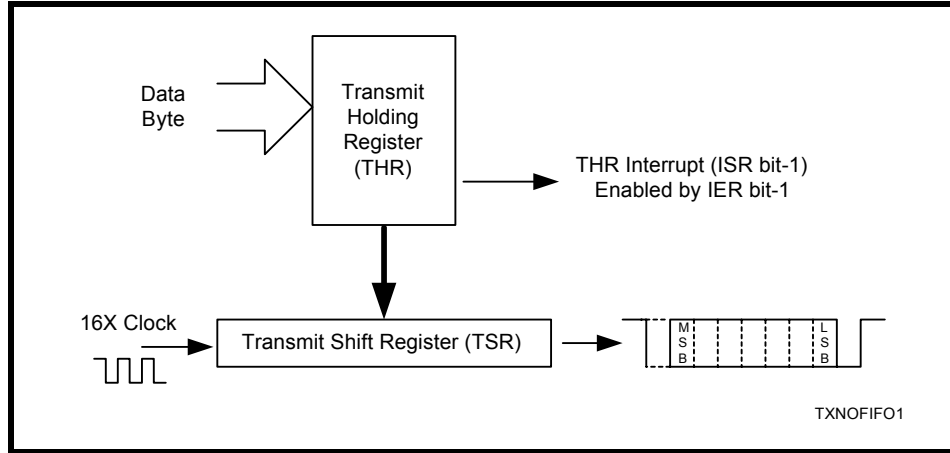 Data
Byte
Transmit
Holding
Register
(THR)
THR Interrupt (ISR bit-1)
Enabled by IER bit-1
16X Clock
Transmit Shift Register (TSR)
M
S
B
L
S
B
TXNOFIFO1